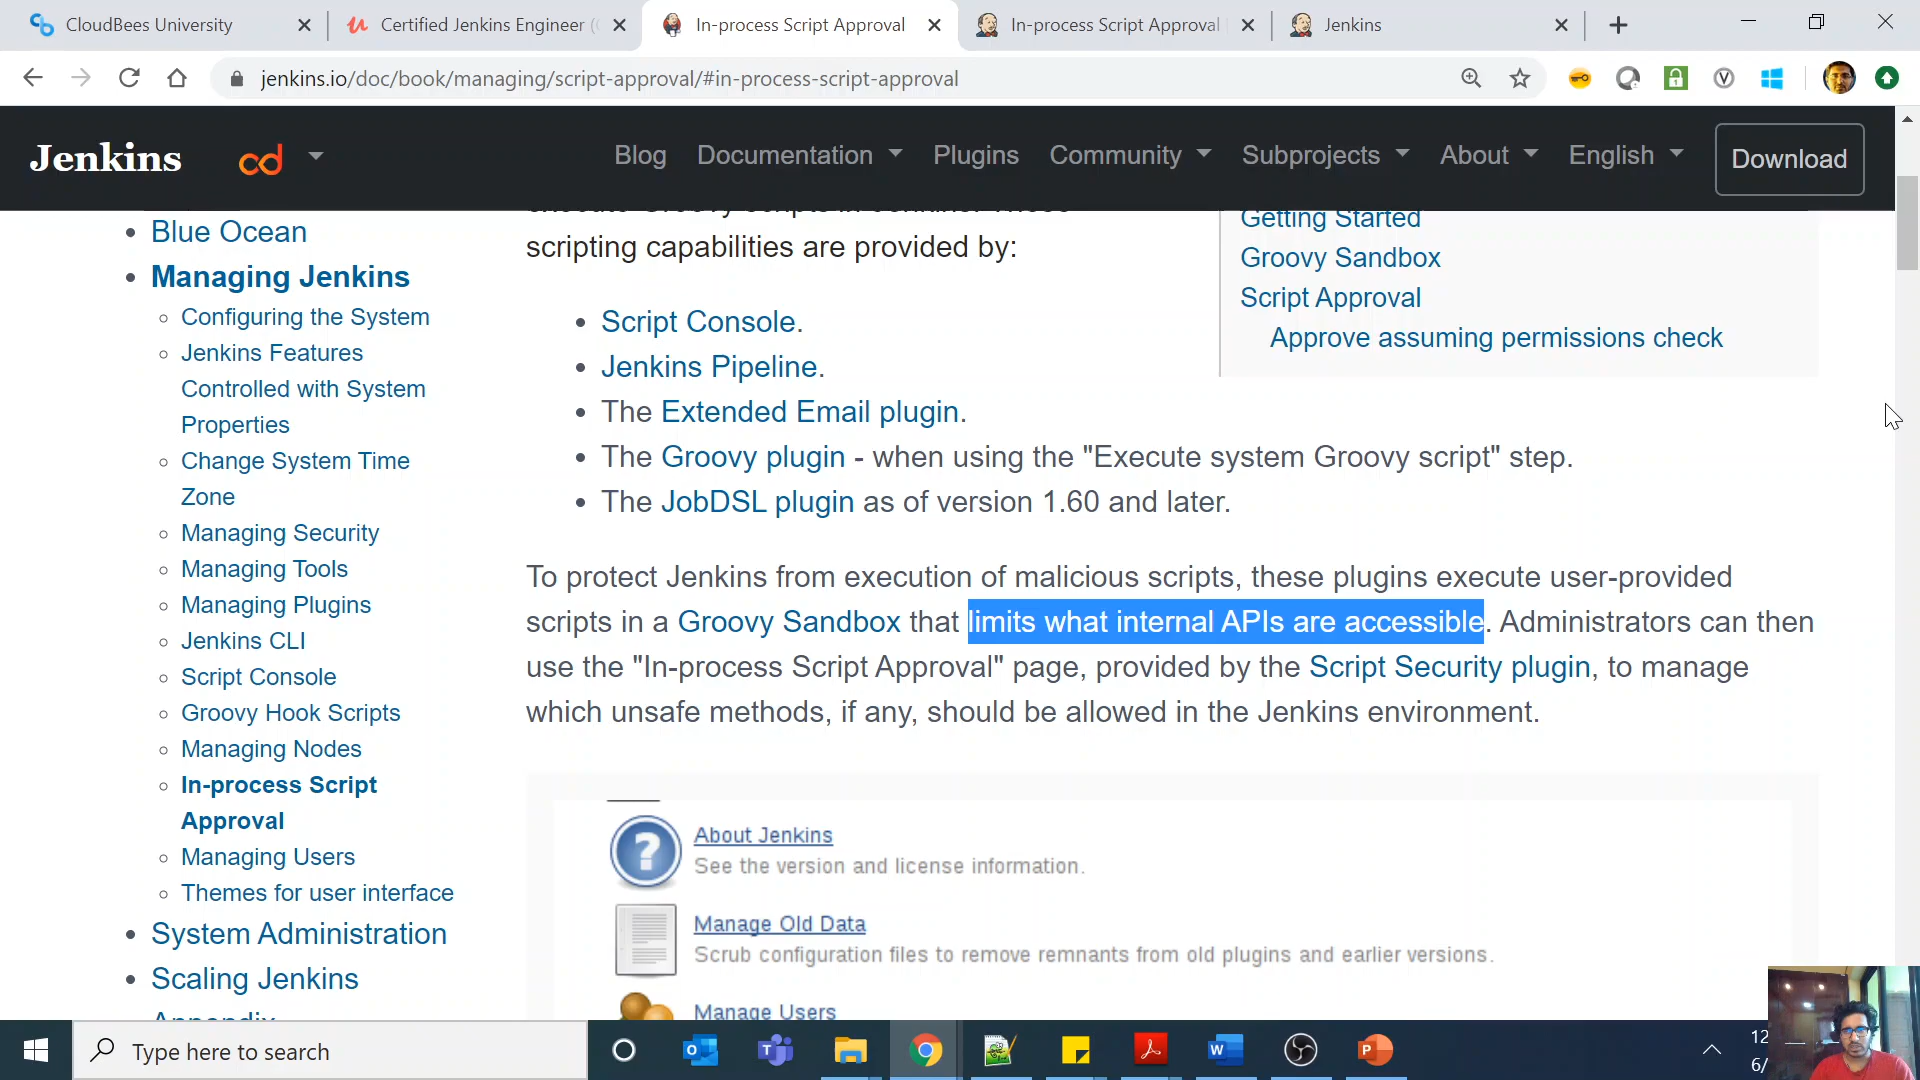 CloudBees University
Certified Jenkins Engineer (
In-process Script Approval
In-process Script Approval
Jenkins
jenkins.io/doc/book/managing/script-approval/#in-process-script-approval
Jenkins
cd
Blog
Documentation
Plugins
Community
Subprojects
About
English
Download
Blue Ocean
Managing Jenkins
Configuring the System
Jenkins Features
Controlled with System
Properties
Change System Time
Zone
Managing Security
Managing Tools
Managing Plugins
Jenkins CLI
Script Console
Groovy Hook Scripts
Managing Nodes
In-process Script
Approval
Managing Users
Themes for user interface
System Administration
Scaling Jenkins
Appendix
execute Groovy scripts in Jenkins. These
scripting capabilities are provided by:
Script Console.
Jenkins Pipeline.
The Extended Email plugin.
The Groovy plugin - when using the "Execute system Groovy script" step.
The JobDSL plugin as of version 1.60 and later.
Getting Started
Groovy Sandbox
Script Approval
Approve assuming permissions check
To protect Jenkins from execution of malicious scripts, these plugins execute user-provided
scripts in a Groovy Sandbox that limits what internal APIs are accessible. Administrators can then
use the "In-process Script Approval" page, provided by the Script Security plugin, to manage
which unsafe methods, if any, should be allowed in the Jenkins environment.
About Jenkins
See the version and license information.
Manage Old Data
Scrub configuration files to remove remnants from old plugins and earlier versions.
Manage Users
Type here to search
12
6/